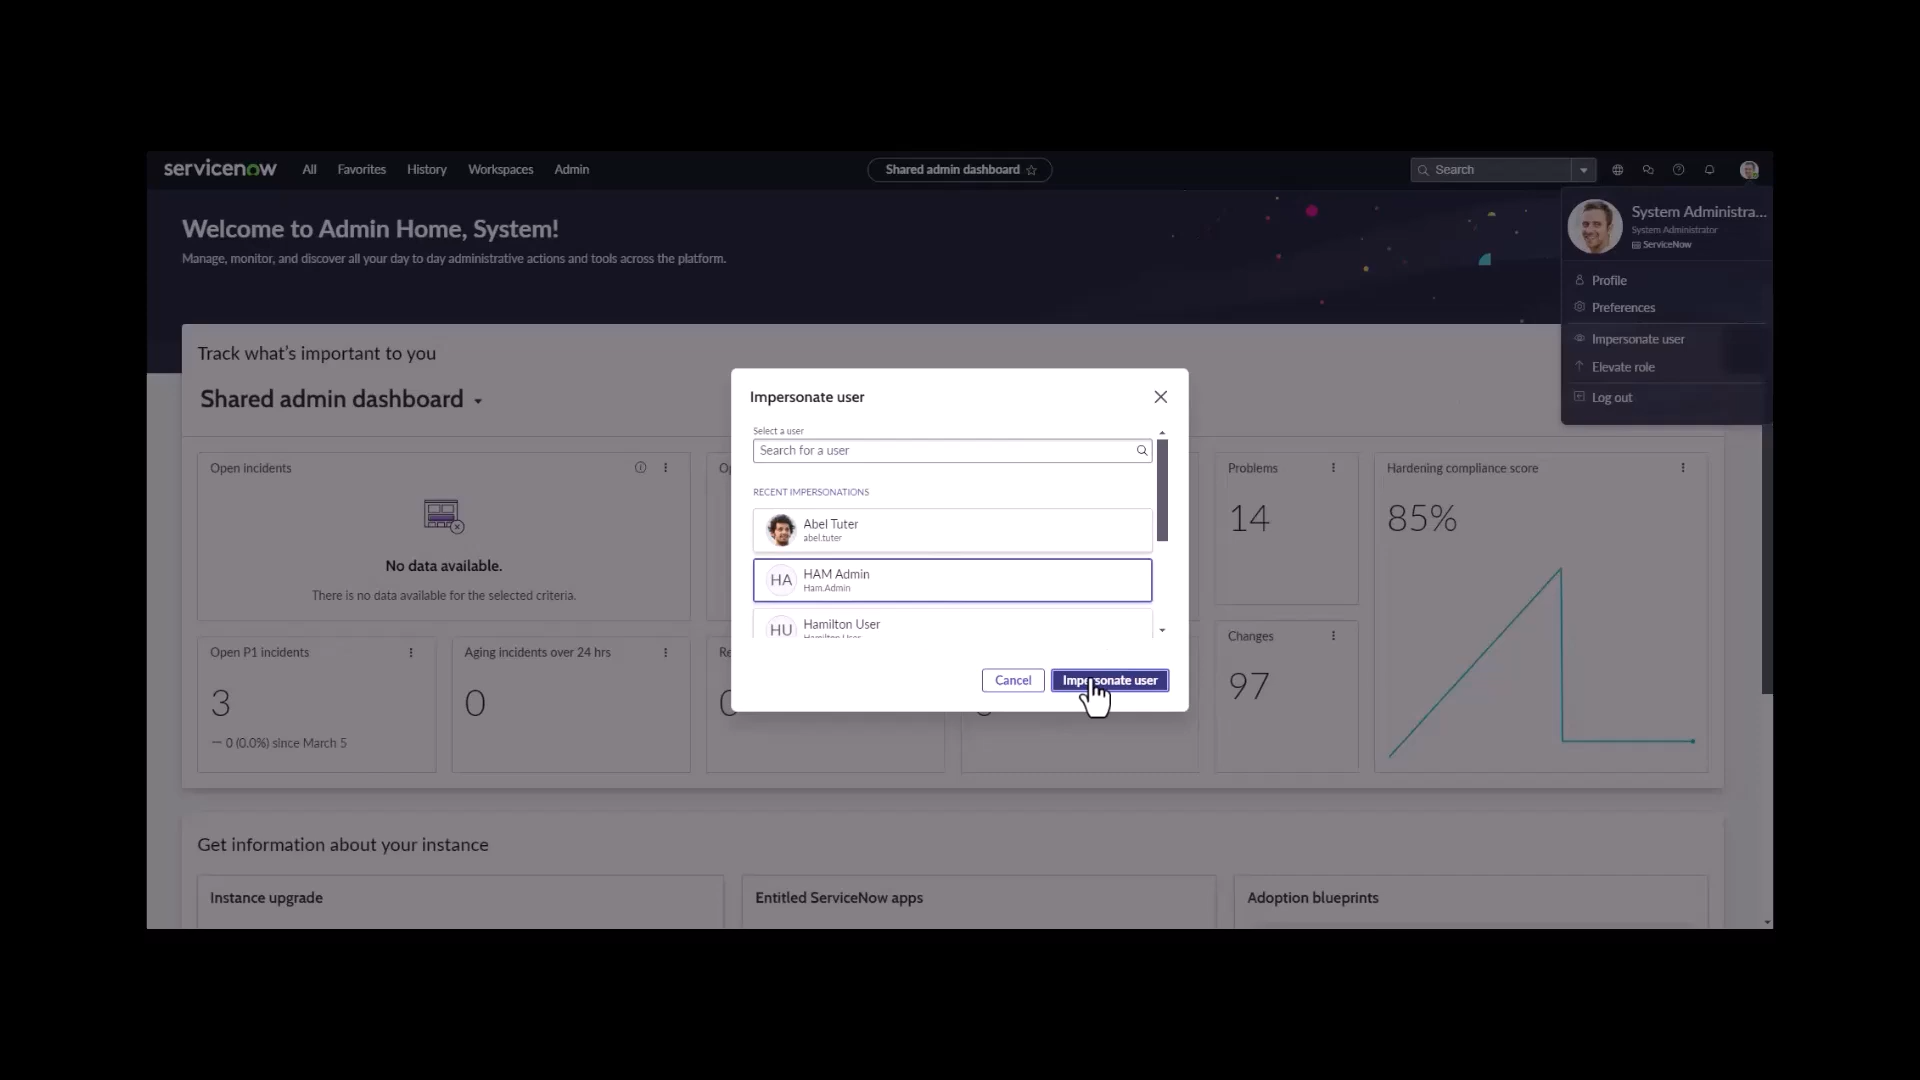 servicenow All Favorites History Workspaces Admin Shared admin dashboard Search
Welcome to Admin Home, System!
Manage, monitor, and discover all your day to day administrative actions and tools across the platform.
System Administra...
System Administrator
ServiceNow
Profile
Preferences
Impersonate user
Elevate role
Log out
Track what's important to you
Shared admin dashboard
Open incidents
No data available.
There is no data available for the selected criteria.
Problems
14
Hardening compliance score
85%
Open P1 incidents
3
0 (0.0%) since March 5
Aging incidents over 24 hrs
0
Changes
97
Impersonate user
Select a user
Search for a user
RECENT IMPERSONATIONS
Abel Tuter
abel.tuter
HA HAM Admin
Ham.Admin
HU Hamilton User
Hamilton.User
Cancel Impersonate user
Get information about your instance
Instance upgrade Entitled ServiceNow apps Adoption blueprints